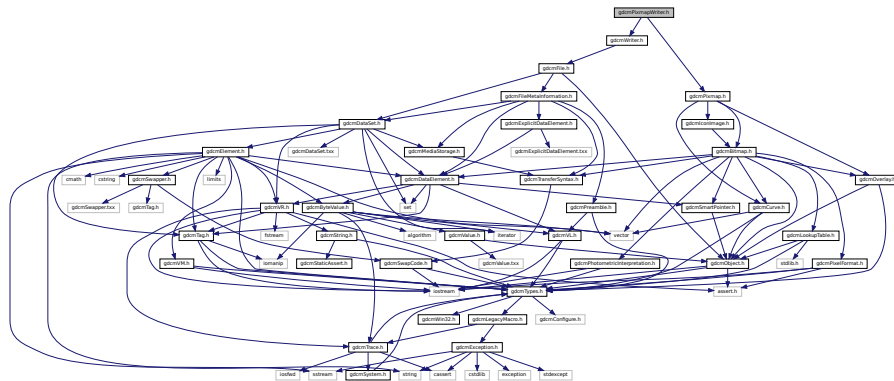 gdcmPixmapWriter.h
gdcmWriter.h
gdcmFile.h
gdcmFileMetaInformation.h
gdcmPixmap.h
gdcmDataSet.h
gdcmExplicitDataElement.h
gdcmIconImage.h
gdcmElement.h
gdcmDataSet.txx
gdcmMediaStorage.h
gdcmExplicitDataElement.txx
gdcmBitmap.h
cmath
cstring
gdcmSwapper.h
limits
gdcmDataElement.h
gdcmTransferSyntax.h
gdcmOverlay.h
gdcmSwapper.txx
gdcmTag.h
gdcmVR.h
gdcmByteValue.h
set
gdcmPreamble.h
gdcmSmartPointer.h
gdcmCurve.h
gdcmTag.h
fstream
gdcmString.h
algorithm
gdcmValue.h
iterator
gdcmVL.h
vector
gdcmLookupTable.h
gdcmVM.h
iomanip
gdcmStaticAssert.h
gdcmSwapCode.h
gdcmValue.txx
gdcmPhotometricInterpretation.h
gdcmObject.h
stdlib.h
gdcmPixelFormat.h
iostream
gdcmTypes.h
assert.h
gdcmWin32.h
gdcmLegacyMacro.h
gdcmConfigure.h
gdcmTrace.h
gdcmException.h
iosfwd
sstream
gdcmSystem.h
string
cassert
cstdlib
exception
stdexcept